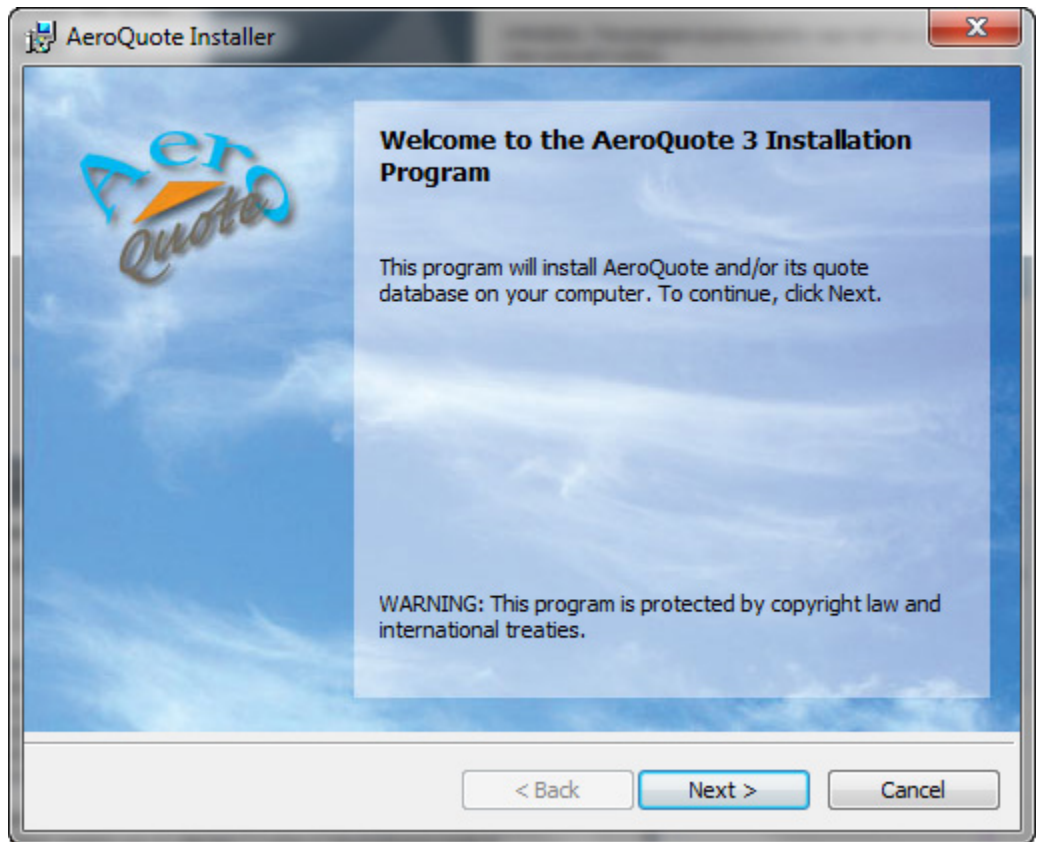 AeroQuote Installer
Aero
Quote
Welcome to the AeroQuote 3 Installation
Program
This program will install AeroQuote and/or its quote
database on your computer. To continue, click Next.
WARNING: This program is protected by copyright law and
international treaties.
< Back Next > Cancel